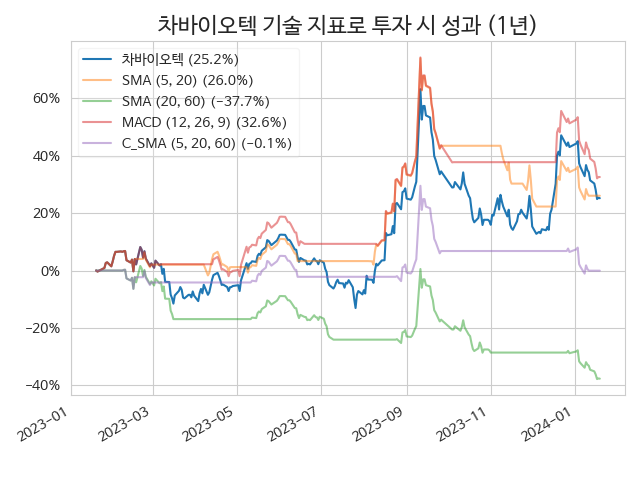 차바이오텍 기술 지표로 투자 시 성과 (1년)
차바이오텍 (25.2%)
SMA (5, 20) (26.0%)
SMA (20, 60) (−37.7%)
MACD (12, 26, 9) (32.6%)
C_SMA (5, 20, 60) (−0.1%)
60%
40%
20%
0%
−20%
−40%
2023−01
2023−03
2023−05
2023−07
2023−09
2023−11
2024−01